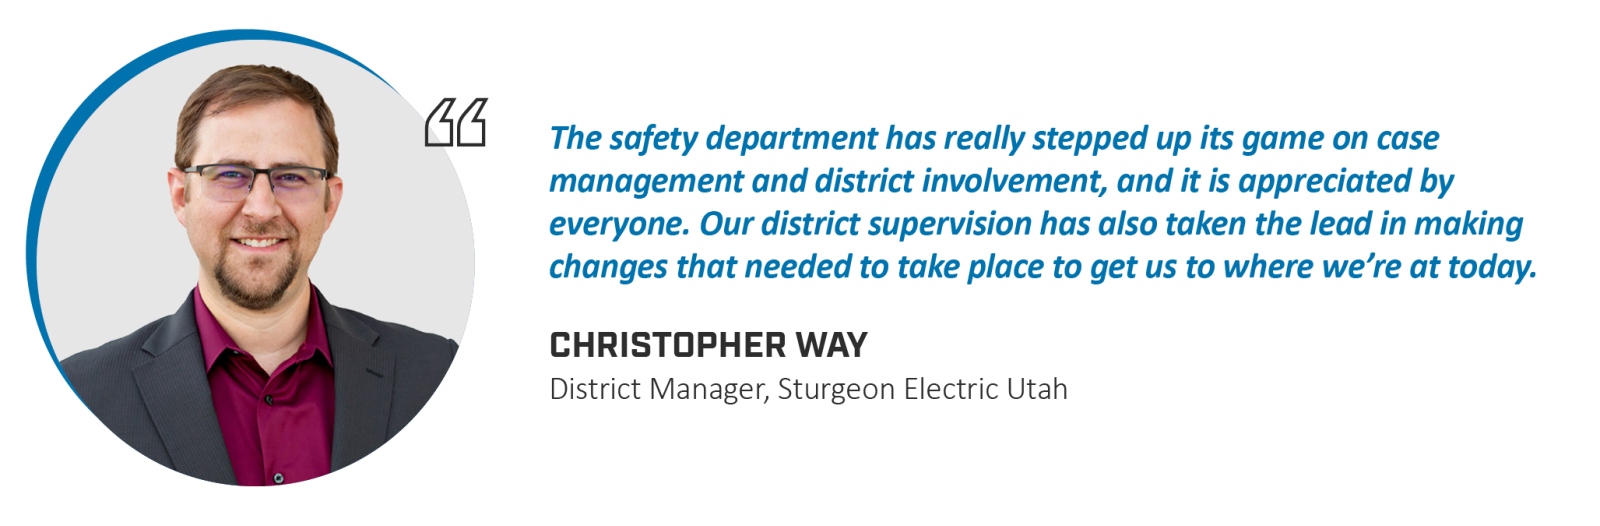 “
The safety department has really stepped up its game on case
management and district involvement, and it is appreciated by
everyone. Our district supervision has also taken the lead in making
changes that needed to take place to get us to where we’re at today.
CHRISTOPHER WAY
District Manager, Sturgeon Electric Utah